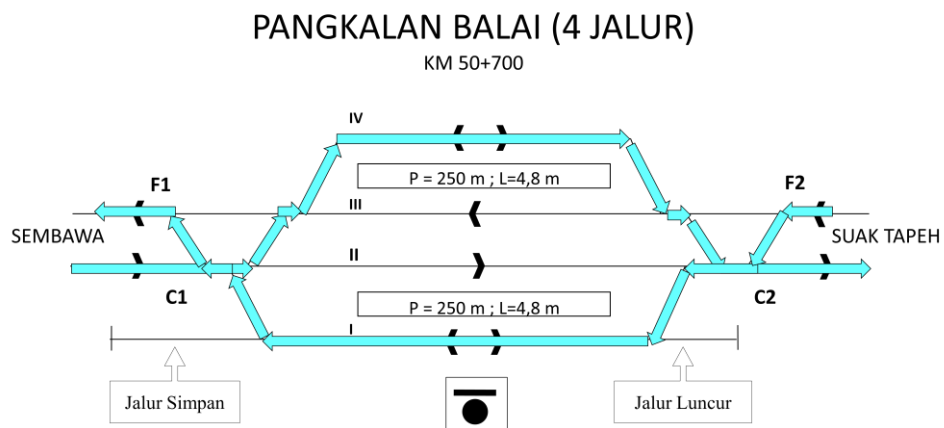 PANGKALAN BALAI (4 JALUR)
KM 50+700
IV
P = 250 m ; L=4,8 m
F1
F2
III
SEMBAWA
SUAK TAPEH
II
C1
C2
P = 250 m ; L=4,8 m
I
Jalur Simpan
Jalur Luncur